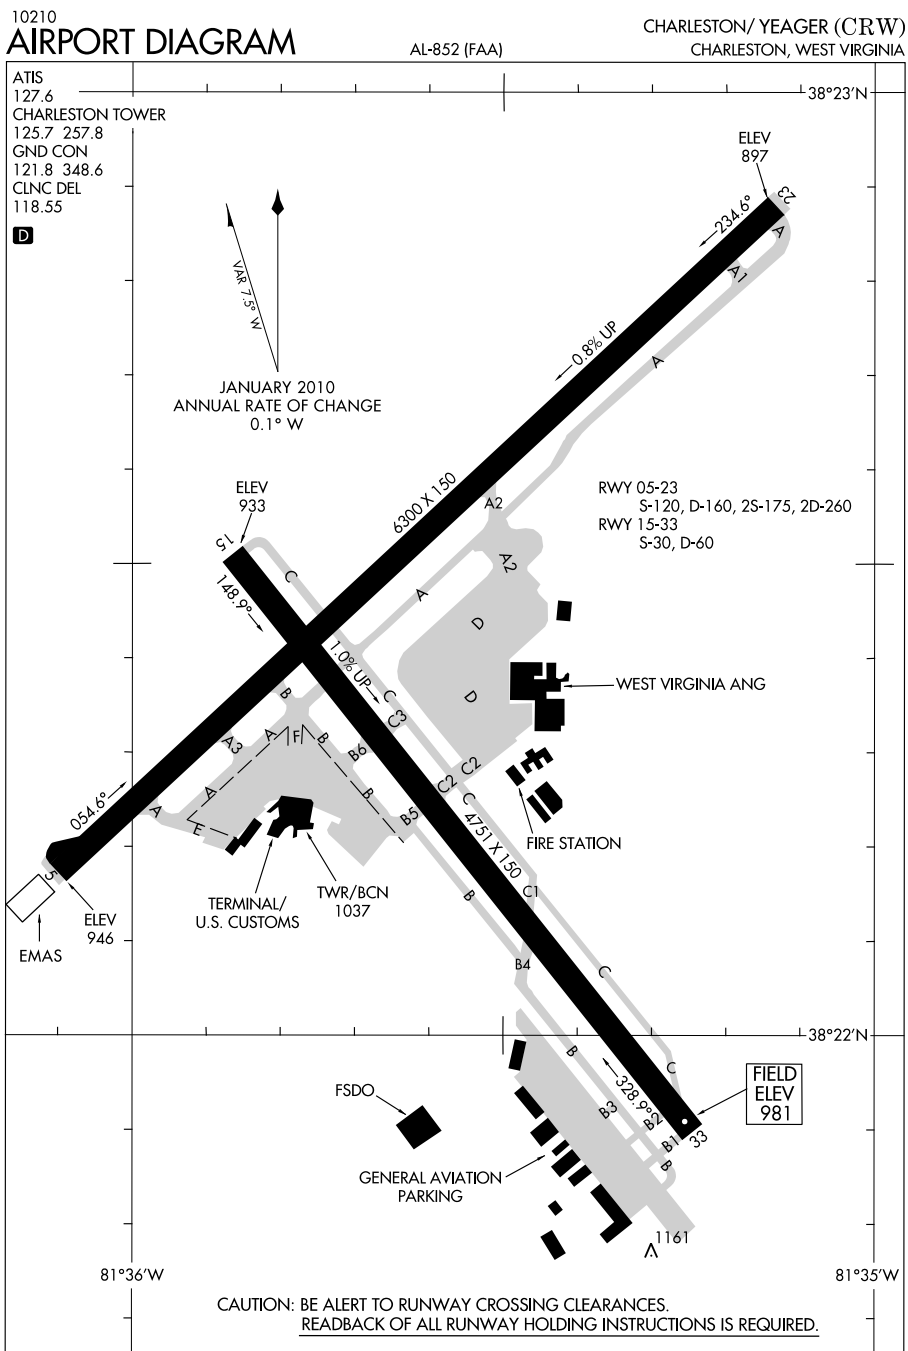 10210
AIRPORT DIAGRAM
AL-852 (FAA)
CHARLESTON/ YEAGER (CRW)
CHARLESTON, WEST VIRGINIA
ATIS
127.6
CHARLESTON TOWER
125.7 257.8
GND CON
121.8 348.6
CLNC DEL
118.55
D
38°23'N
ELEV
897
23
234.6°
A
A1
VAR 7.5° W
0.8% UP
A
JANUARY 2010
ANNUAL RATE OF CHANGE
0.1° W
6300 X 150
A2
RWY 05-23
S-120, D-160, 2S-175, 2D-260
RWY 15-33
S-30, D-60
ELEV
933
15
C
148.9°
A2
A
D
1.0% UP
D
WEST VIRGINIA ANG
B
C
C3
A3
A
F
B
B6
C2
C2
C
054.6°
A
A
B
B5
E
4751 X 150
FIRE STATION
5
TERMINAL/
U.S. CUSTOMS
TWR/BCN
1037
ELEV
946
EMAS
C1
B
B4
C
38°22'N
B
C
FIELD
ELEV
981
328.9°
FSDO
B3
B2
B1
33
B
GENERAL AVIATION
PARKING
1161
81°36'W
81°35'W
CAUTION: BE ALERT TO RUNWAY CROSSING CLEARANCES.
READBACK OF ALL RUNWAY HOLDING INSTRUCTIONS IS REQUIRED.